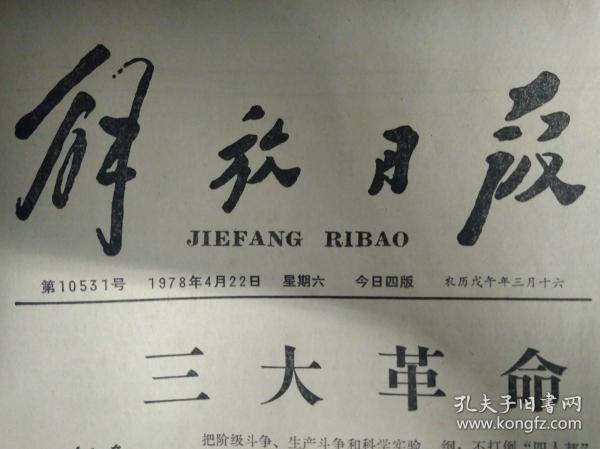 解放日报
JIEFANG RIBAO
第10531号 1978年4月22日 星期六 今日四版 农历戊午年三月十六
三大革命
把阶级斗争、生产斗争和科学实验 纲，不打倒“四人帮”
孔夫子旧书网